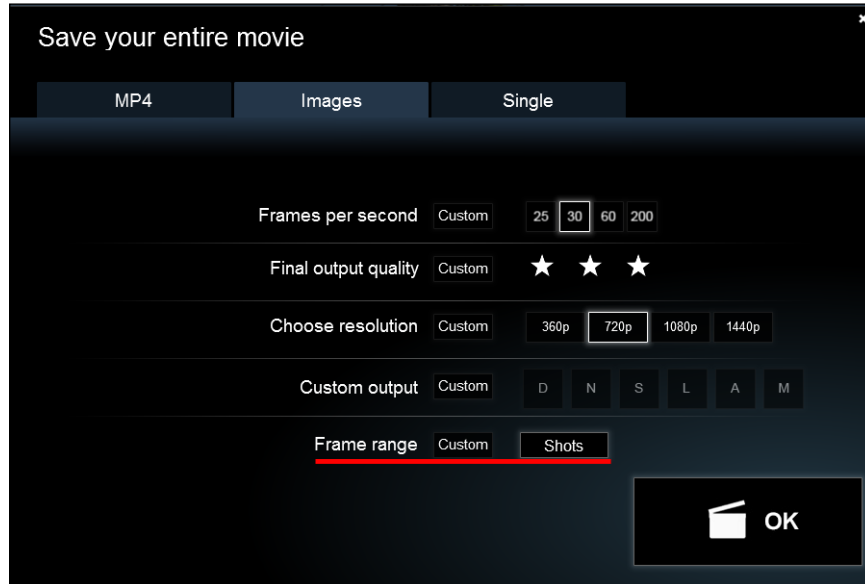 Save your entire movie
MP4 Images Single
Frames per second Custom 25 30 60 200
Final output quality Custom
Choose resolution Custom 360p 720p 1080p 1440p
Custom output Custom D N S L A M
Frame range Custom Shots
OK